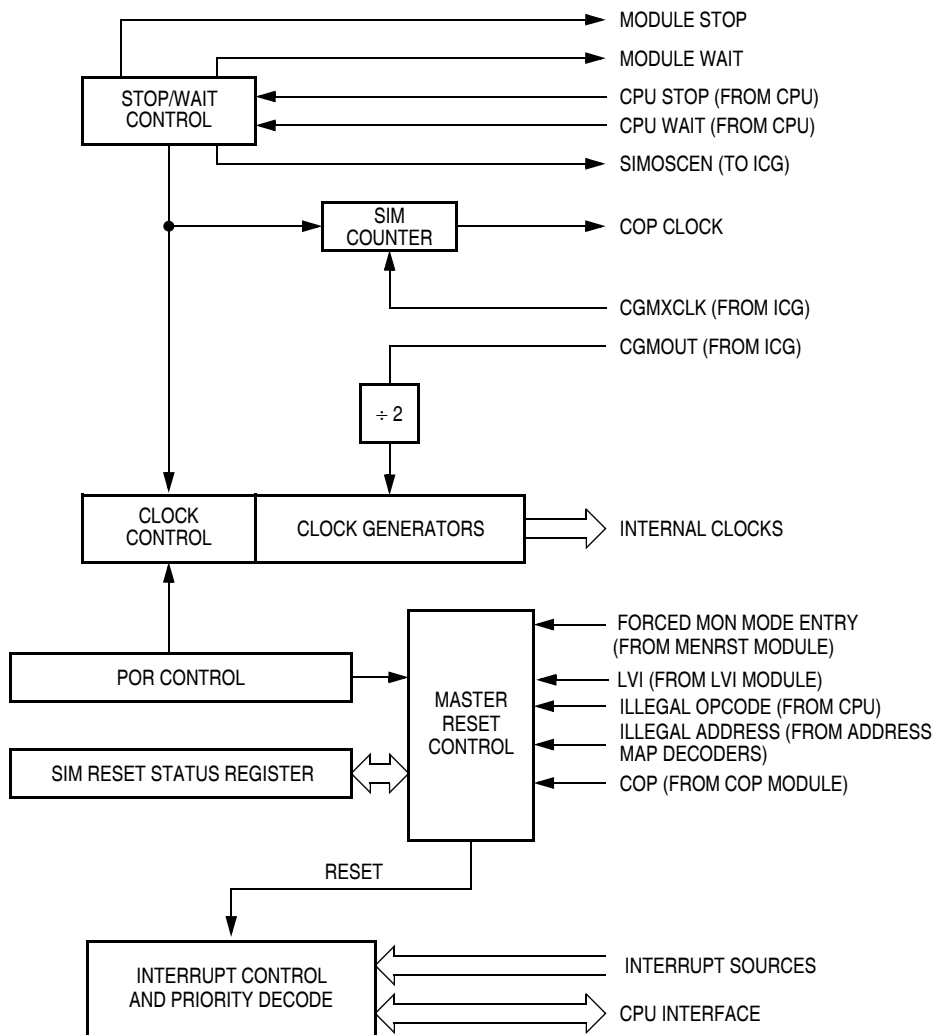 MODULE STOP
MODULE WAIT
STOP/WAIT
CONTROL
CPU STOP (FROM CPU)
CPU WAIT (FROM CPU)
SIMOSCEN (TO ICG)
SIM
COUNTER
COP CLOCK
CGMXCLK (FROM ICG)
CGMOUT (FROM ICG)
÷ 2
CLOCK
CONTROL
CLOCK GENERATORS
INTERNAL CLOCKS
FORCED MON MODE ENTRY
(FROM MENRST MODULE)
POR CONTROL
LVI (FROM LVI MODULE)
MASTER
RESET
CONTROL
ILLEGAL OPCODE (FROM CPU)
ILLEGAL ADDRESS (FROM ADDRESS
MAP DECODERS)
SIM RESET STATUS REGISTER
COP (FROM COP MODULE)
RESET
INTERRUPT CONTROL
AND PRIORITY DECODE
INTERRUPT SOURCES
CPU INTERFACE